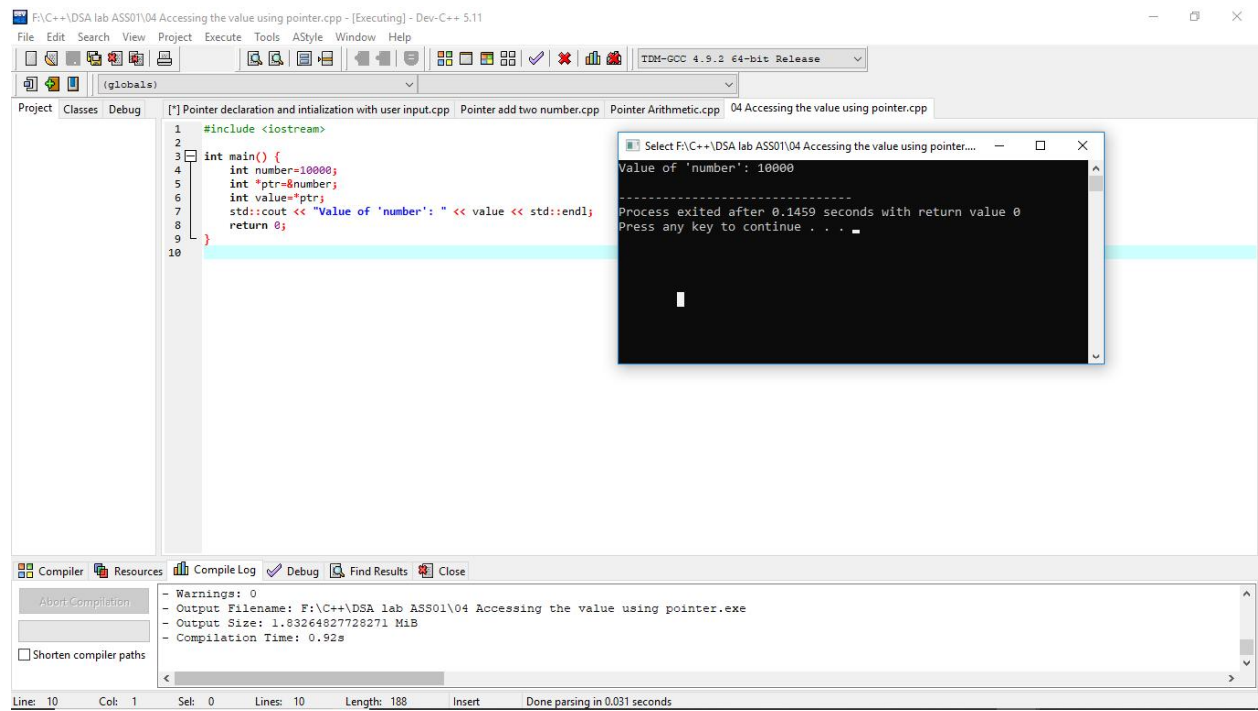 F:\C++\DSA lab ASS01\04 Accessing the value using pointer.cpp - [Executing] - Dev-C++ 5.11
File Edit Search View Project Execute Tools AStyle Window Help
TDM-GCC 4.9.2 64-bit Release
(globals)
Project Classes Debug
[*] Pointer declaration and intialization with user input.cpp Pointer add two number.cpp Pointer Arithmetic.cpp 04 Accessing the value using pointer.cpp
1 #include <iostream>
2
3 int main() {
4 int number=10000;
5 int *ptr=&number;
6 int value=*ptr;
7 std::cout << "Value of 'number': " << value << std::endl;
8 return 0;
9 }
10
Select F:\C++\DSA lab ASS01\04 Accessing the value using pointer....
Value of 'number': 10000
--------------------------------
Process exited after 0.1459 seconds with return value 0
Press any key to continue . . .
Compiler Resources Compile Log Debug Find Results Close
Abort Compilation
Shorten compiler paths
- Warnings: 0
- Output Filename: F:\C++\DSA lab ASS01\04 Accessing the value using pointer.exe
- Output Size: 1.83264827728271 MiB
- Compilation Time: 0.92s
Line: 10 Col: 1 Sel: 0 Lines: 10 Length: 188 Insert Done parsing in 0.031 seconds